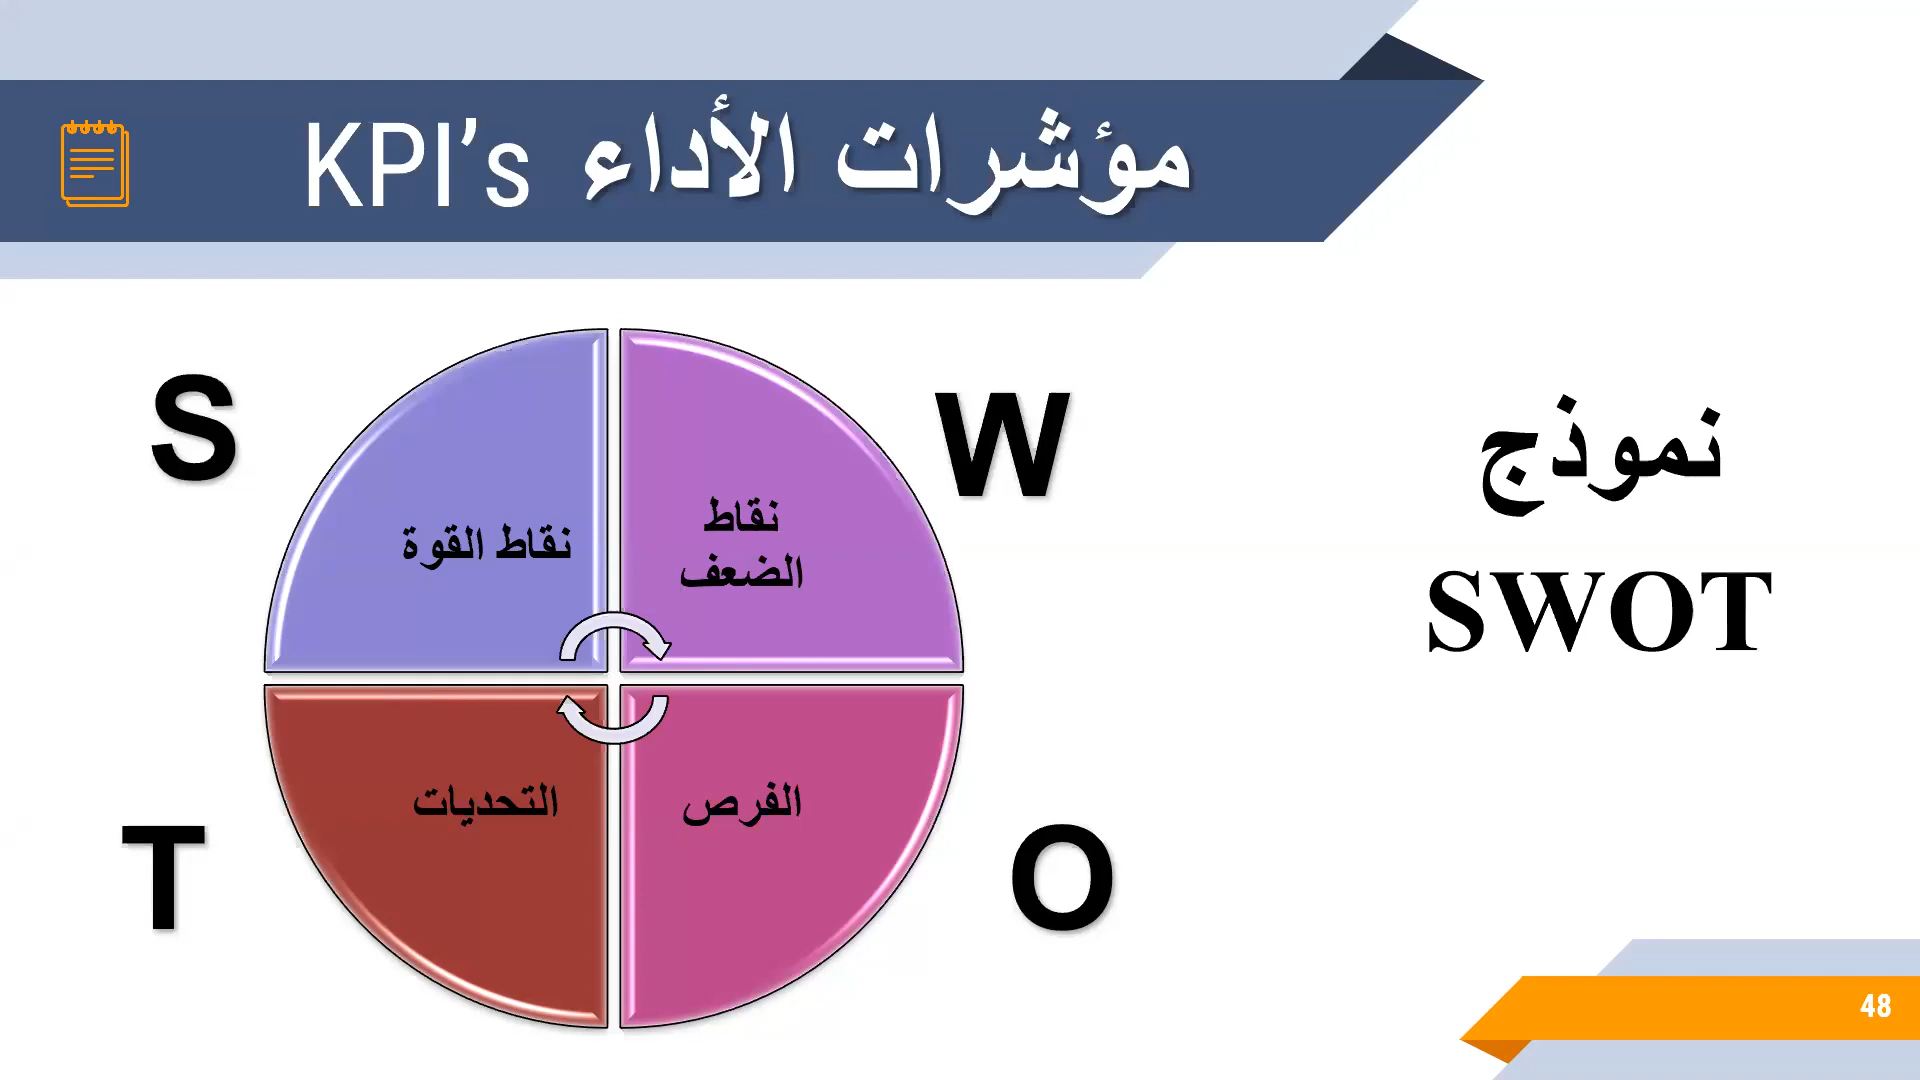 مؤشرات الأداء KPI’s
نموذج
SWOT
S
نقاط القوة
W
نقاط
الضعف
T
التحديات
O
الفرص
48